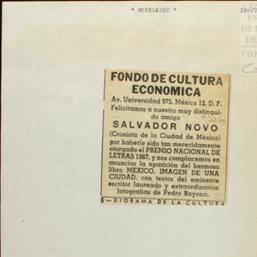 * NOVEDADES *
FONDO DE CULTURA
ECONOMICA
Av. Universidad 975, México 12, D. F.
Felicitamos a nuestro muy distingui-
do amigo
SALVADOR NOVO
(Cronista de la Ciudad de México)
por haberle sido tan merecidamente
otorgado el PREMIO NACIONAL DE
LETRAS 1967, y nos complacemos en
anunciar la aparición del hermoso
libro MEXICO, IMAGEN DE UNA
CIUDAD, con textos del eminente
escritor laureado y extraordinarias
fotografías de Pedro Bayona.
6—DIORAMA DE LA CULTURA